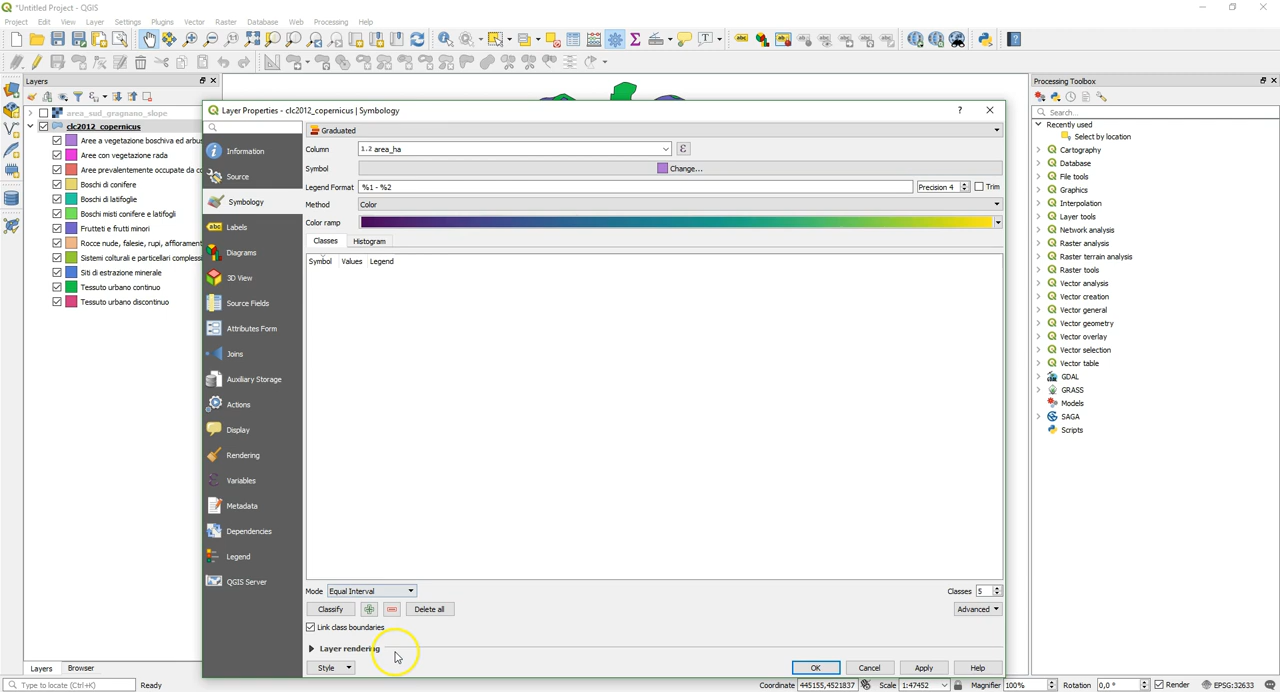 *Untitled Project - QGIS
Project Edit View Layer Settings Plugins Vector Raster Database Web Processing Help
Layers
area_sud_gragnano_slope
clc2012_copernicus
Aree a vegetazione boschiva ed arbu
Aree con vegetazione rada
Aree prevalentemente occupate da co
Boschi di conifere
Boschi di latifoglie
Boschi misti conifere e latifogli
Frutteti e frutti minori
Rocce nude, falesie, rupi, affiorament
Sistemi colturali e particellari compless
Siti di estrazione minerale
Tessuto urbano continuo
Tessuto urbano discontinuo
Layers Browser
Layer Properties - clc2012_copernicus | Symbology
Information
Source
Symbology
Labels
Diagrams
3D View
Source Fields
Attributes Form
Joins
Auxiliary Storage
Actions
Display
Rendering
Variables
Metadata
Dependencies
Legend
QGIS Server
Graduated
Column 1.2 area_ha ε
Symbol Change...
Legend Format %1 - %2 Precision 4 Trim
Method Color
Color ramp
Classes Histogram
Symbol Values Legend
Mode Equal Interval Classes 5
Classify Delete all Advanced
Link class boundaries
Layer rendering
Style OK Cancel Apply Help
Processing Toolbox
Search...
Recently used
Select by location
Cartography
Database
File tools
Graphics
Interpolation
Layer tools
Network analysis
Raster analysis
Raster terrain analysis
Raster tools
Vector analysis
Vector creation
Vector general
Vector geometry
Vector overlay
Vector selection
Vector table
GDAL
GRASS
Models
SAGA
Scripts
Type to locate (Ctrl+K) Ready Coordinate 445155,4521837 Scale 1:47452 Magnifier 100% Rotation 0,0 ° Render EPSG:32633